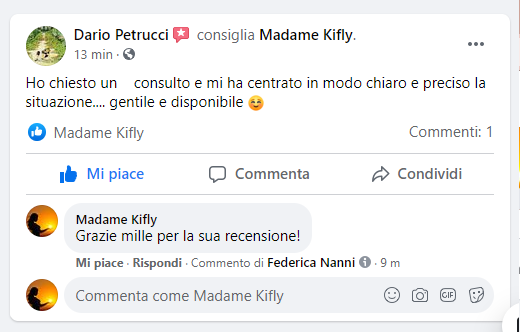 Dario Petrucci consiglia Madame Kifly.
13 min ·
Ho chiesto un consulto e mi ha centrato in modo chiaro e preciso la
situazione.... gentile e disponibile 😊
Madame Kifly
Commenti: 1
Mi piace
Commenta
Condividi
Madame Kifly
Grazie mille per la sua recensione!
Mi piace · Rispondi · Commento di Federica Nanni · 9 m
Commenta come Madame Kifly
GIF